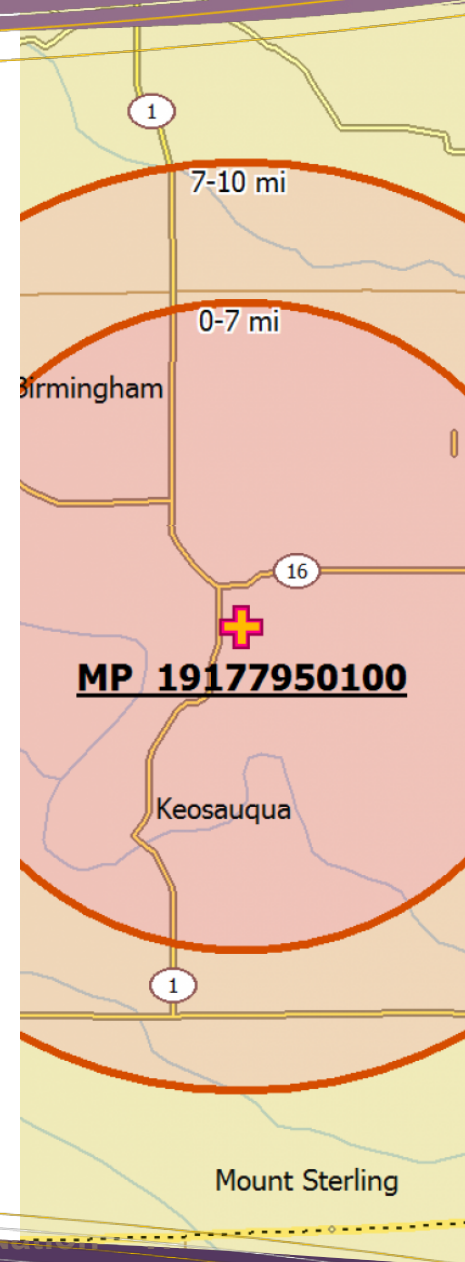 1
7-10 mi
0-7 mi
Birmingham
16
MP 19177950100
Keosauqua
1
Mount Sterling